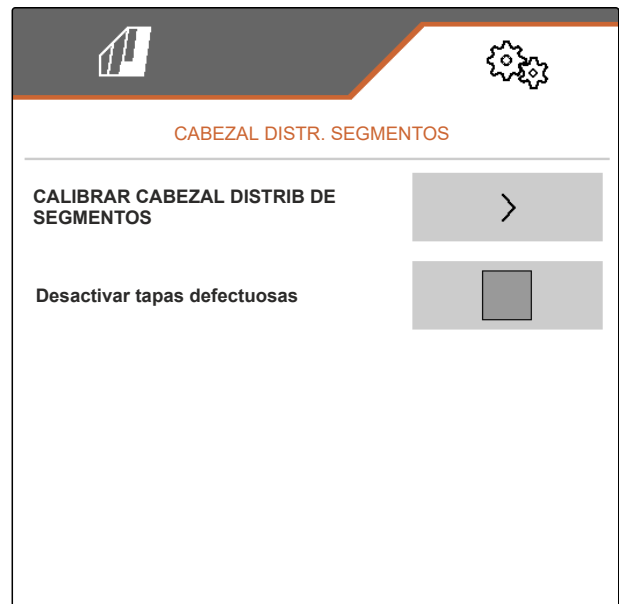 CABEZAL DISTR. SEGMENTOS
CALIBRAR CABEZAL DISTRIB DE
SEGMENTOS
Desactivar tapas defectuosas